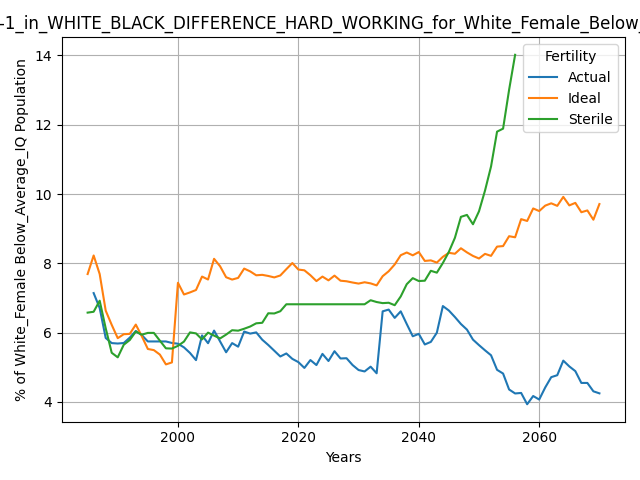 -1_in_WHITE_BLACK_DIFFERENCE_HARD_WORKING_for_White_Female_Below_
% of White_Female Below_Average_IQ Population
14
12
10
8
6
4
Fertility
Actual
Ideal
Sterile
2000
2020
2040
2060
Years